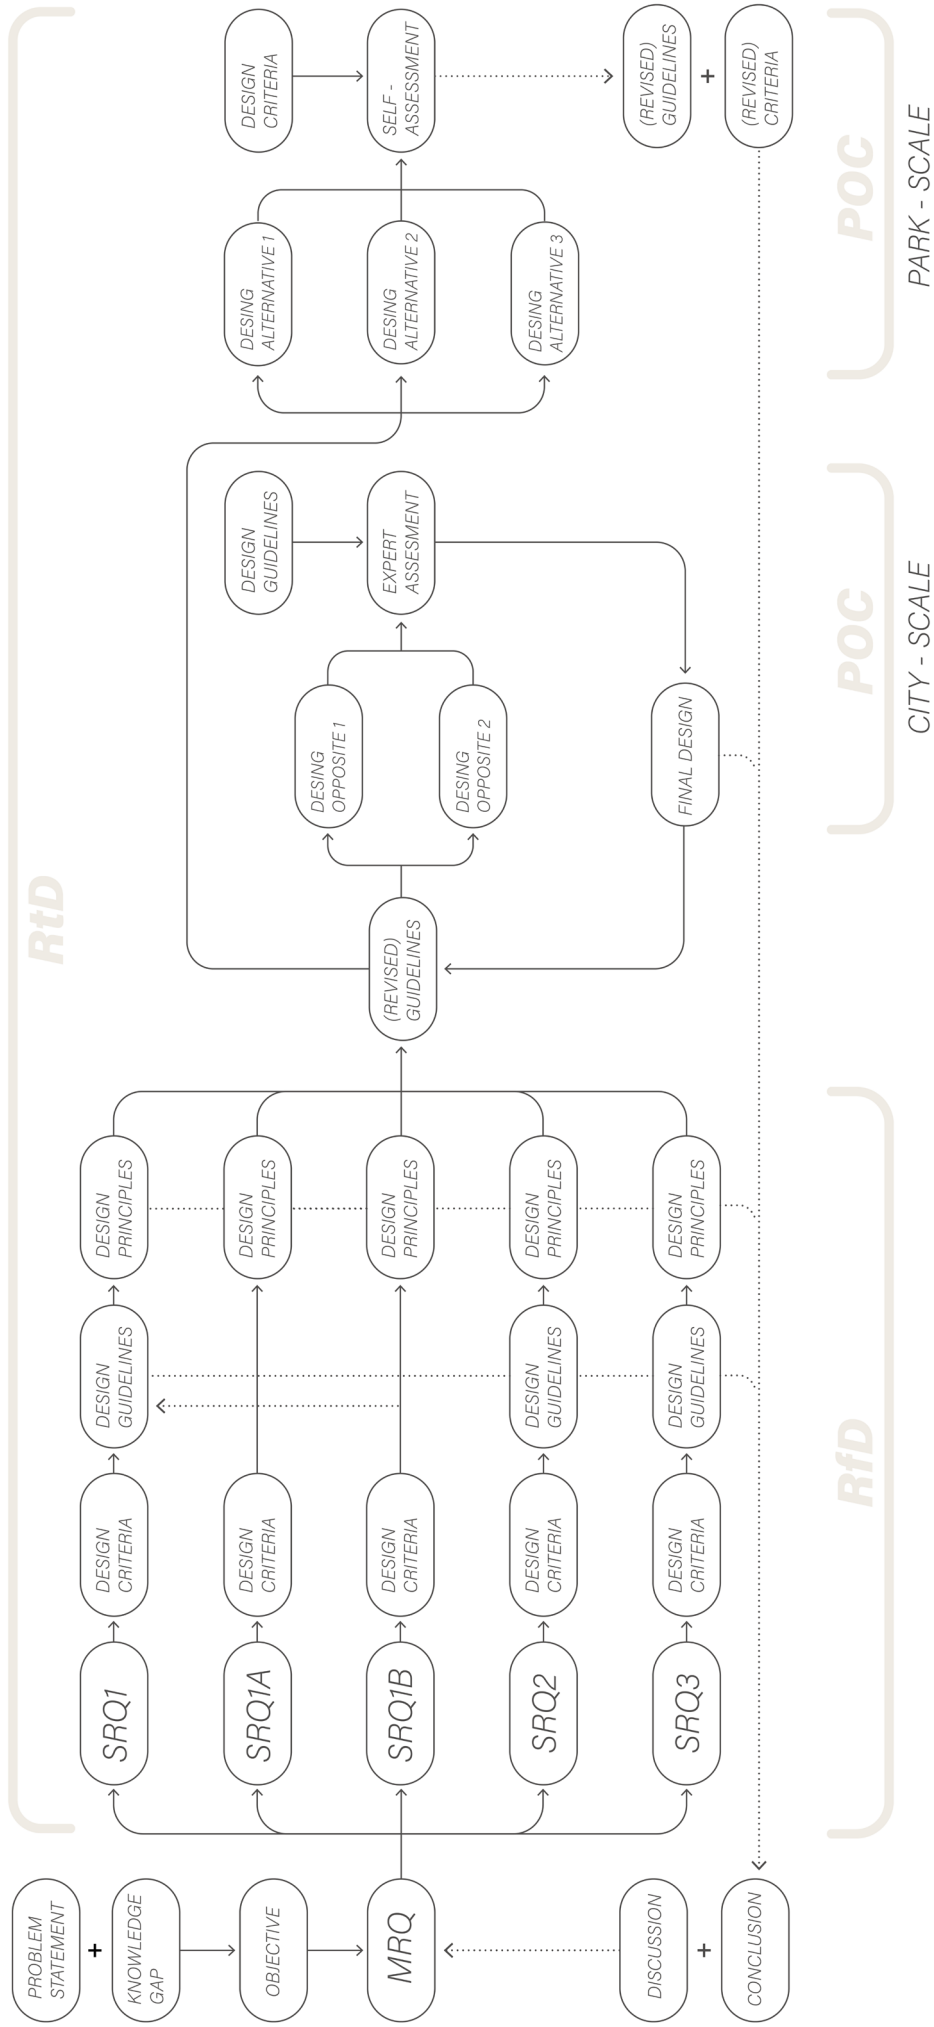 RtD
PROBLEM
STATEMENT
+
KNOWLEDGE
GAP
OBJECTIVE
MRQ
DISCUSSION
+
CONCLUSION
SRQ1
DESIGN
CRITERIA
DESIGN
GUIDELINES
DESIGN
PRINCIPLES
SRQ1A
DESIGN
CRITERIA
DESIGN
PRINCIPLES
SRQ1B
DESIGN
CRITERIA
DESIGN
PRINCIPLES
SRQ2
DESIGN
CRITERIA
DESIGN
GUIDELINES
DESIGN
PRINCIPLES
SRQ3
DESIGN
CRITERIA
DESIGN
GUIDELINES
DESIGN
PRINCIPLES
(REVISED)
GUIDELINES
DESING
OPPOSITE 1
DESING
OPPOSITE 2
DESIGN
GUIDELINES
EXPERT
ASSESMENT
FINAL DESIGN
DESING
ALTERNATIVE 1
DESING
ALTERNATIVE 2
DESING
ALTERNATIVE 3
DESIGN
CRITERIA
SELF -
ASSESSMENT
(REVISED)
GUIDELINES
+
(REVISED)
CRITERIA
RfD
POC
CITY - SCALE
POC
PARK - SCALE